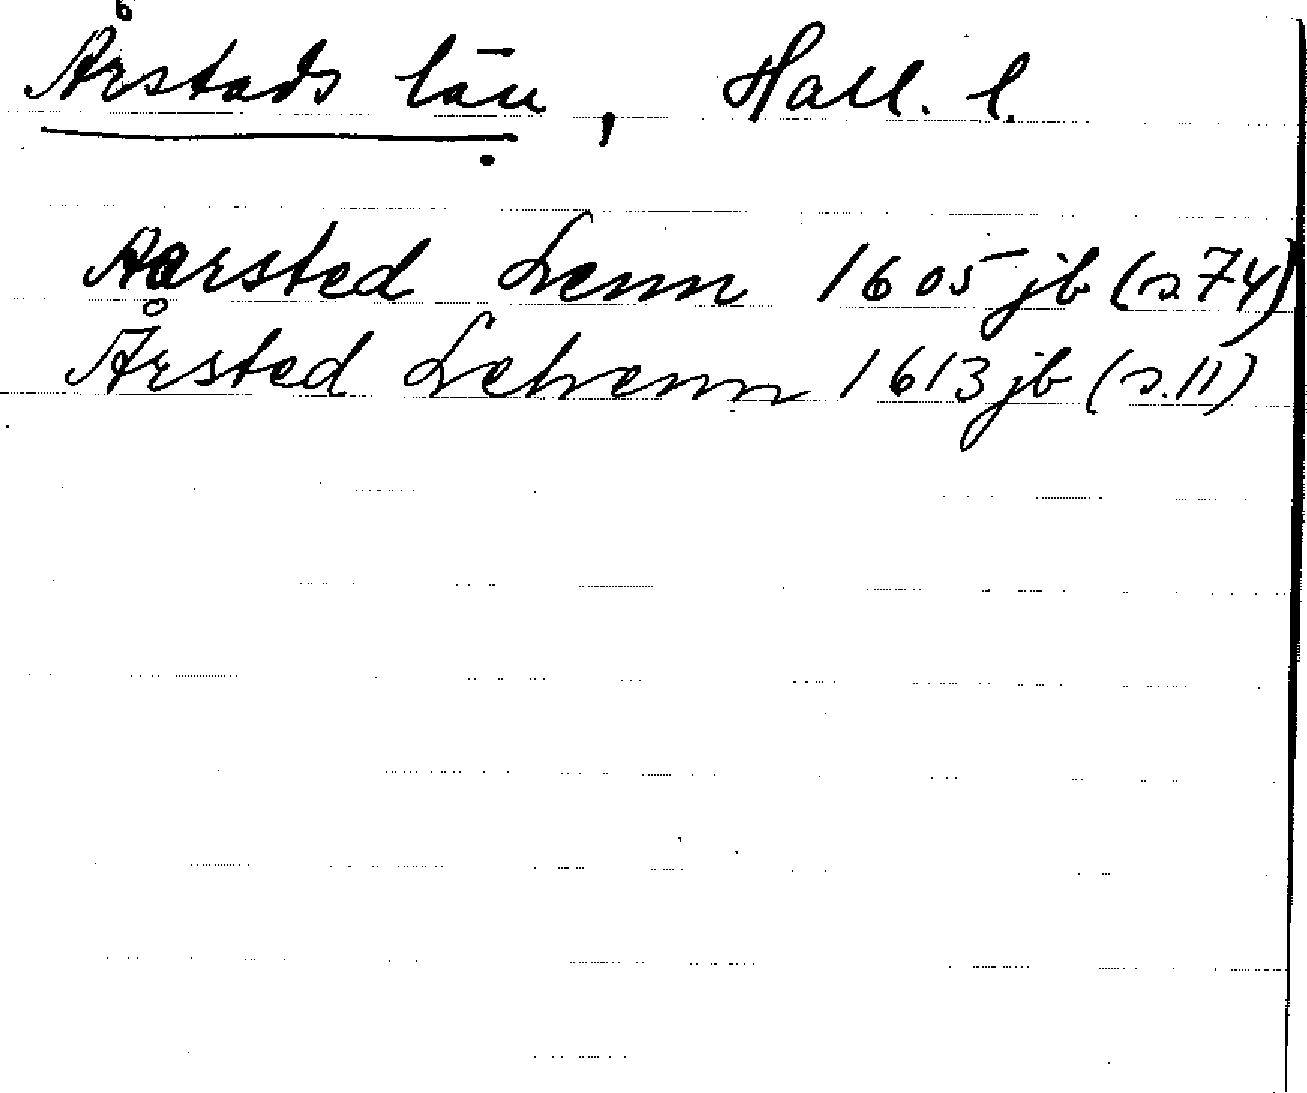 Årstads län, Hall. l.
Aarsted Lenn 1605 jb (s.74)
Årsted Lehenn 1613 jb (s.11)